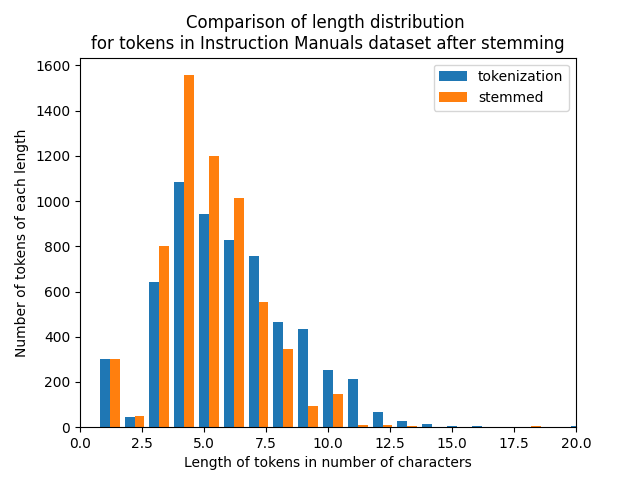 Comparison of length distribution
for tokens in Instruction Manuals dataset after stemming
tokenization
stemmed
Number of tokens of each length
1600
1400
1200
1000
800
600
400
200
0
0.0 2.5 5.0 7.5 10.0 12.5 15.0 17.5 20.0
Length of tokens in number of characters